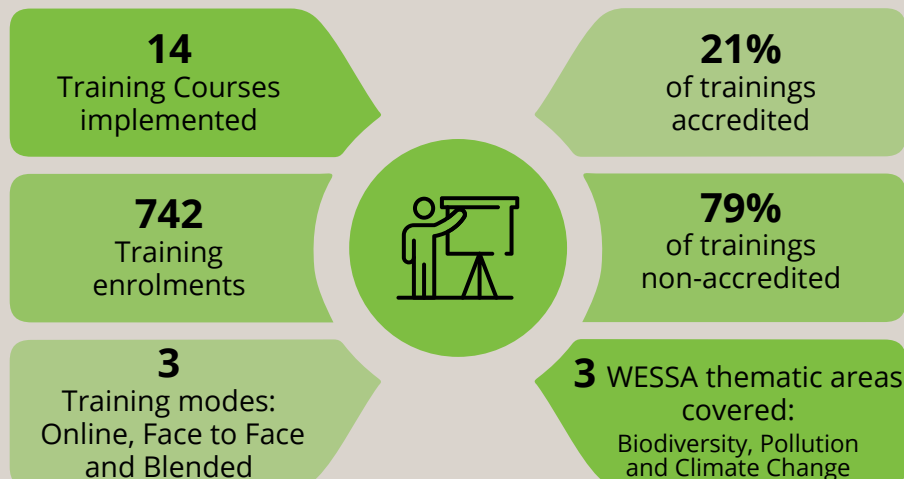 14
Training Courses
implemented
742
Training
enrolments
3
Training modes:
Online, Face to Face
and Blended
21%
of trainings
accredited
79%
of trainings
non-accredited
3 WESSA thematic areas
covered:
Biodiversity, Pollution
and Climate Change